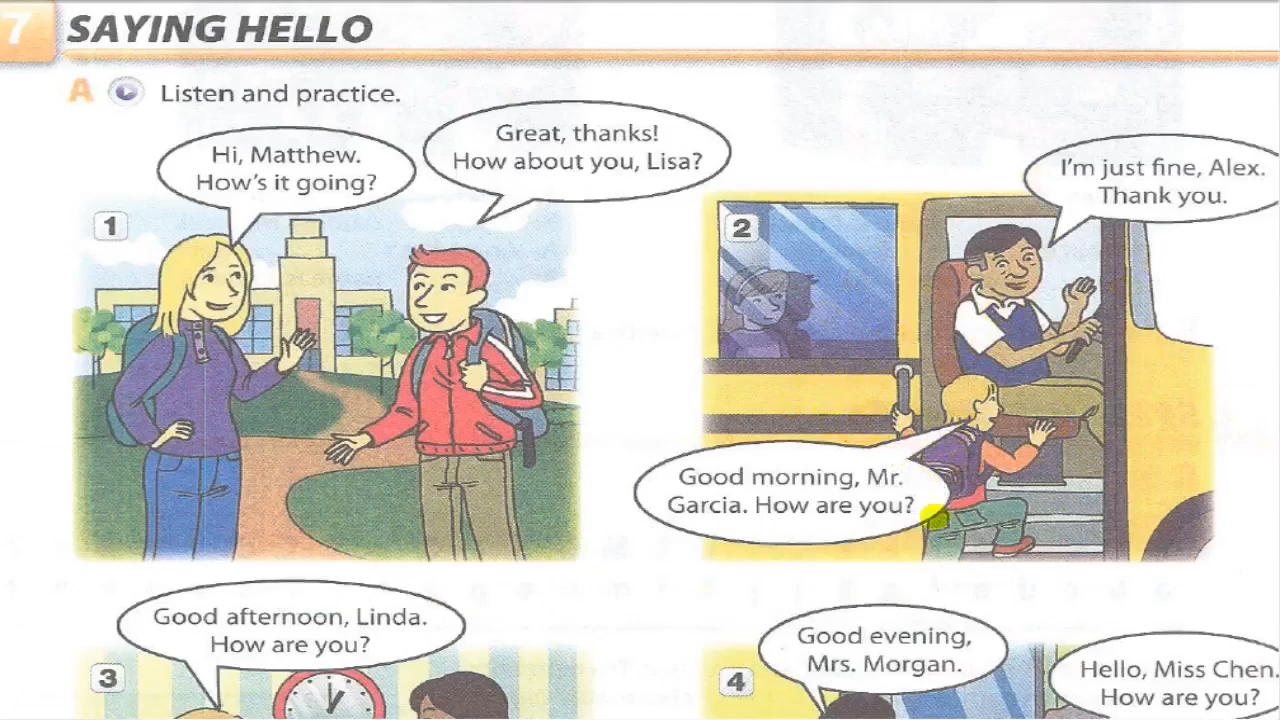 7 SAYING HELLO
A Listen and practice.
1
Hi, Matthew.
How's it going?
Great, thanks!
How about you, Lisa?
2
I'm just fine, Alex.
Thank you.
Good morning, Mr.
Garcia. How are you?
3
Good afternoon, Linda.
How are you?
4
Good evening,
Mrs. Morgan.
Hello, Miss Chen.
How are you?